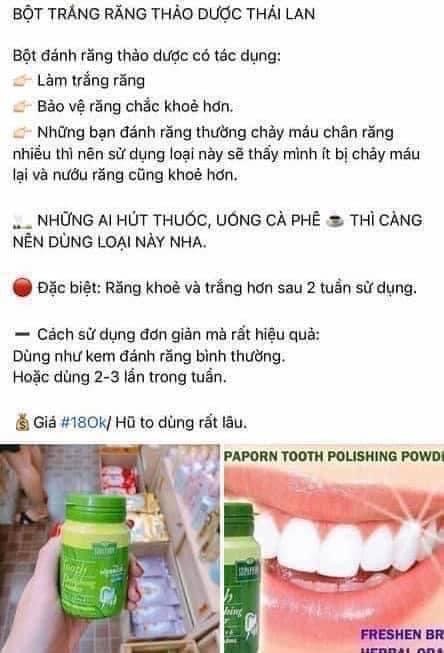 BỘT TRẮNG RĂNG THẢO DƯỢC THÁI LAN
Bột đánh răng thảo dược có tác dụng:
👉🏻 Làm trắng răng
👉🏻 Bảo vệ răng chắc khoẻ hơn.
👉🏻 Những bạn đánh răng thường chảy máu chân răng
nhiều thì nên sử dụng loại này sẽ thấy mình ít bị chảy máu
lại và nướu răng cũng khoẻ hơn.
🚬 NHỮNG AI HÚT THUỐC, UỐNG CÀ PHÊ ☕ THÌ CÀNG
NÊN DÙNG LOẠI NÀY NHA.
🔴 Đặc biệt: Răng khoẻ và trắng hơn sau 2 tuần sử dụng.
➖ Cách sử dụng đơn giản mà rất hiệu quả:
Dùng như kem đánh răng bình thường.
Hoặc dùng 2-3 lần trong tuần.
💰 Giá #180k/ Hũ to dùng rất lâu.
PAPORN TOOTH POLISHING POWD
Tooth
Polishing
Powder
FRESHEN BR
HERBAL ORA